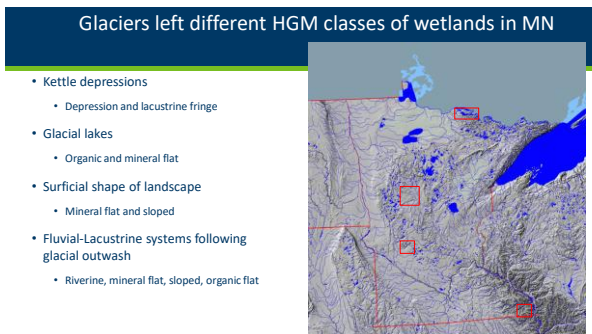 Glaciers left different HGM classes of wetlands in MN
• Kettle depressions
• Depression and lacustrine fringe
• Glacial lakes
• Organic and mineral flat
• Surficial shape of landscape
• Mineral flat and sloped
• Fluvial-Lacustrine systems following
glacial outwash
• Riverine, mineral flat, sloped, organic flat